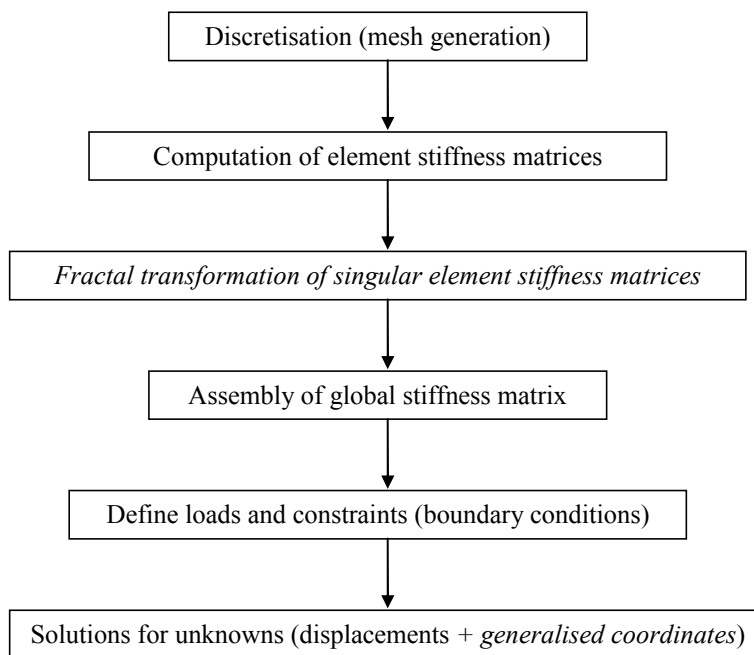 Discretisation (mesh generation)
Computation of element stiffness matrices
Fractal transformation of singular element stiffness matrices
Assembly of global stiffness matrix
Define loads and constraints (boundary conditions)
Solutions for unknowns (displacements + generalised coordinates)